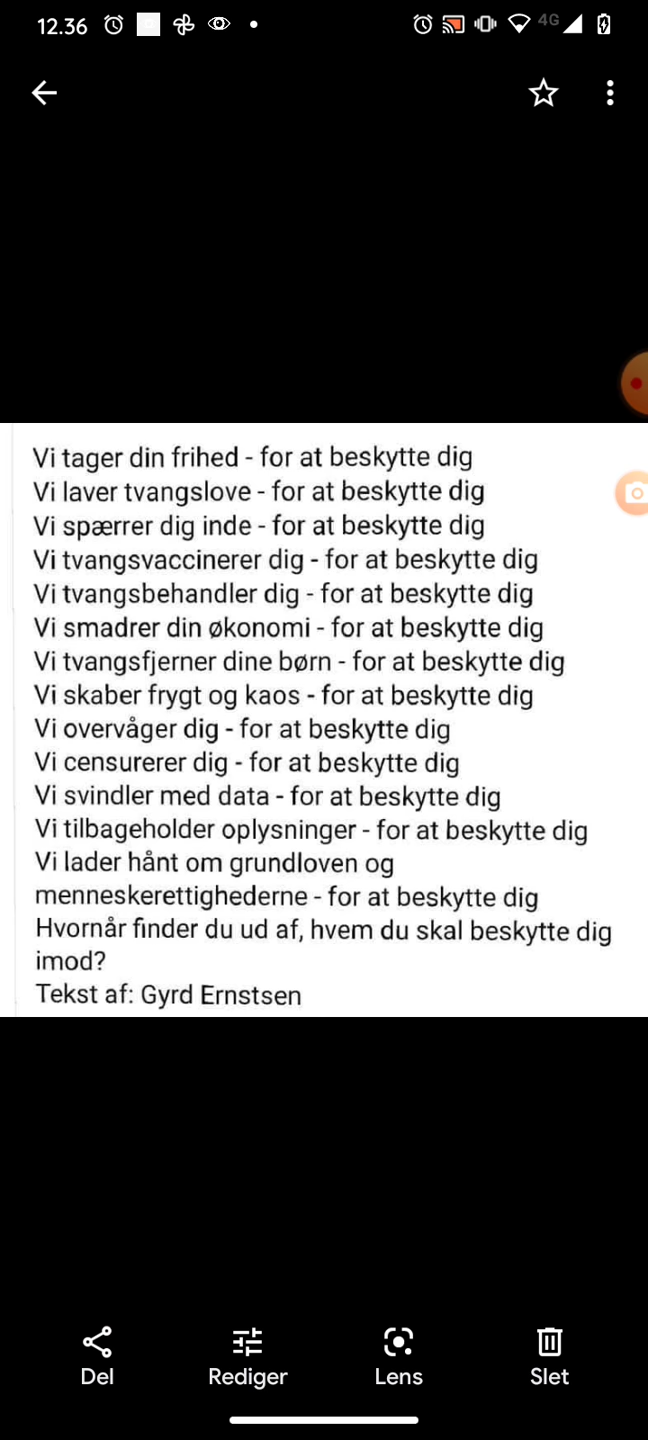 12.36
4G
Vi tager din frihed - for at beskytte dig
Vi laver tvangslove - for at beskytte dig
Vi spærrer dig inde - for at beskytte dig
Vi tvangsvaccinerer dig - for at beskytte dig
Vi tvangsbehandler dig - for at beskytte dig
Vi smadrer din økonomi - for at beskytte dig
Vi tvangsfjerner dine børn - for at beskytte dig
Vi skaber frygt og kaos - for at beskytte dig
Vi overvåger dig - for at beskytte dig
Vi censurerer dig - for at beskytte dig
Vi svindler med data - for at beskytte dig
Vi tilbageholder oplysninger - for at beskytte dig
Vi lader hånt om grundloven og
menneskerettighederne - for at beskytte dig
Hvornår finder du ud af, hvem du skal beskytte dig
imod?
Tekst af: Gyrd Ernstsen
Del
Rediger
Lens
Slet